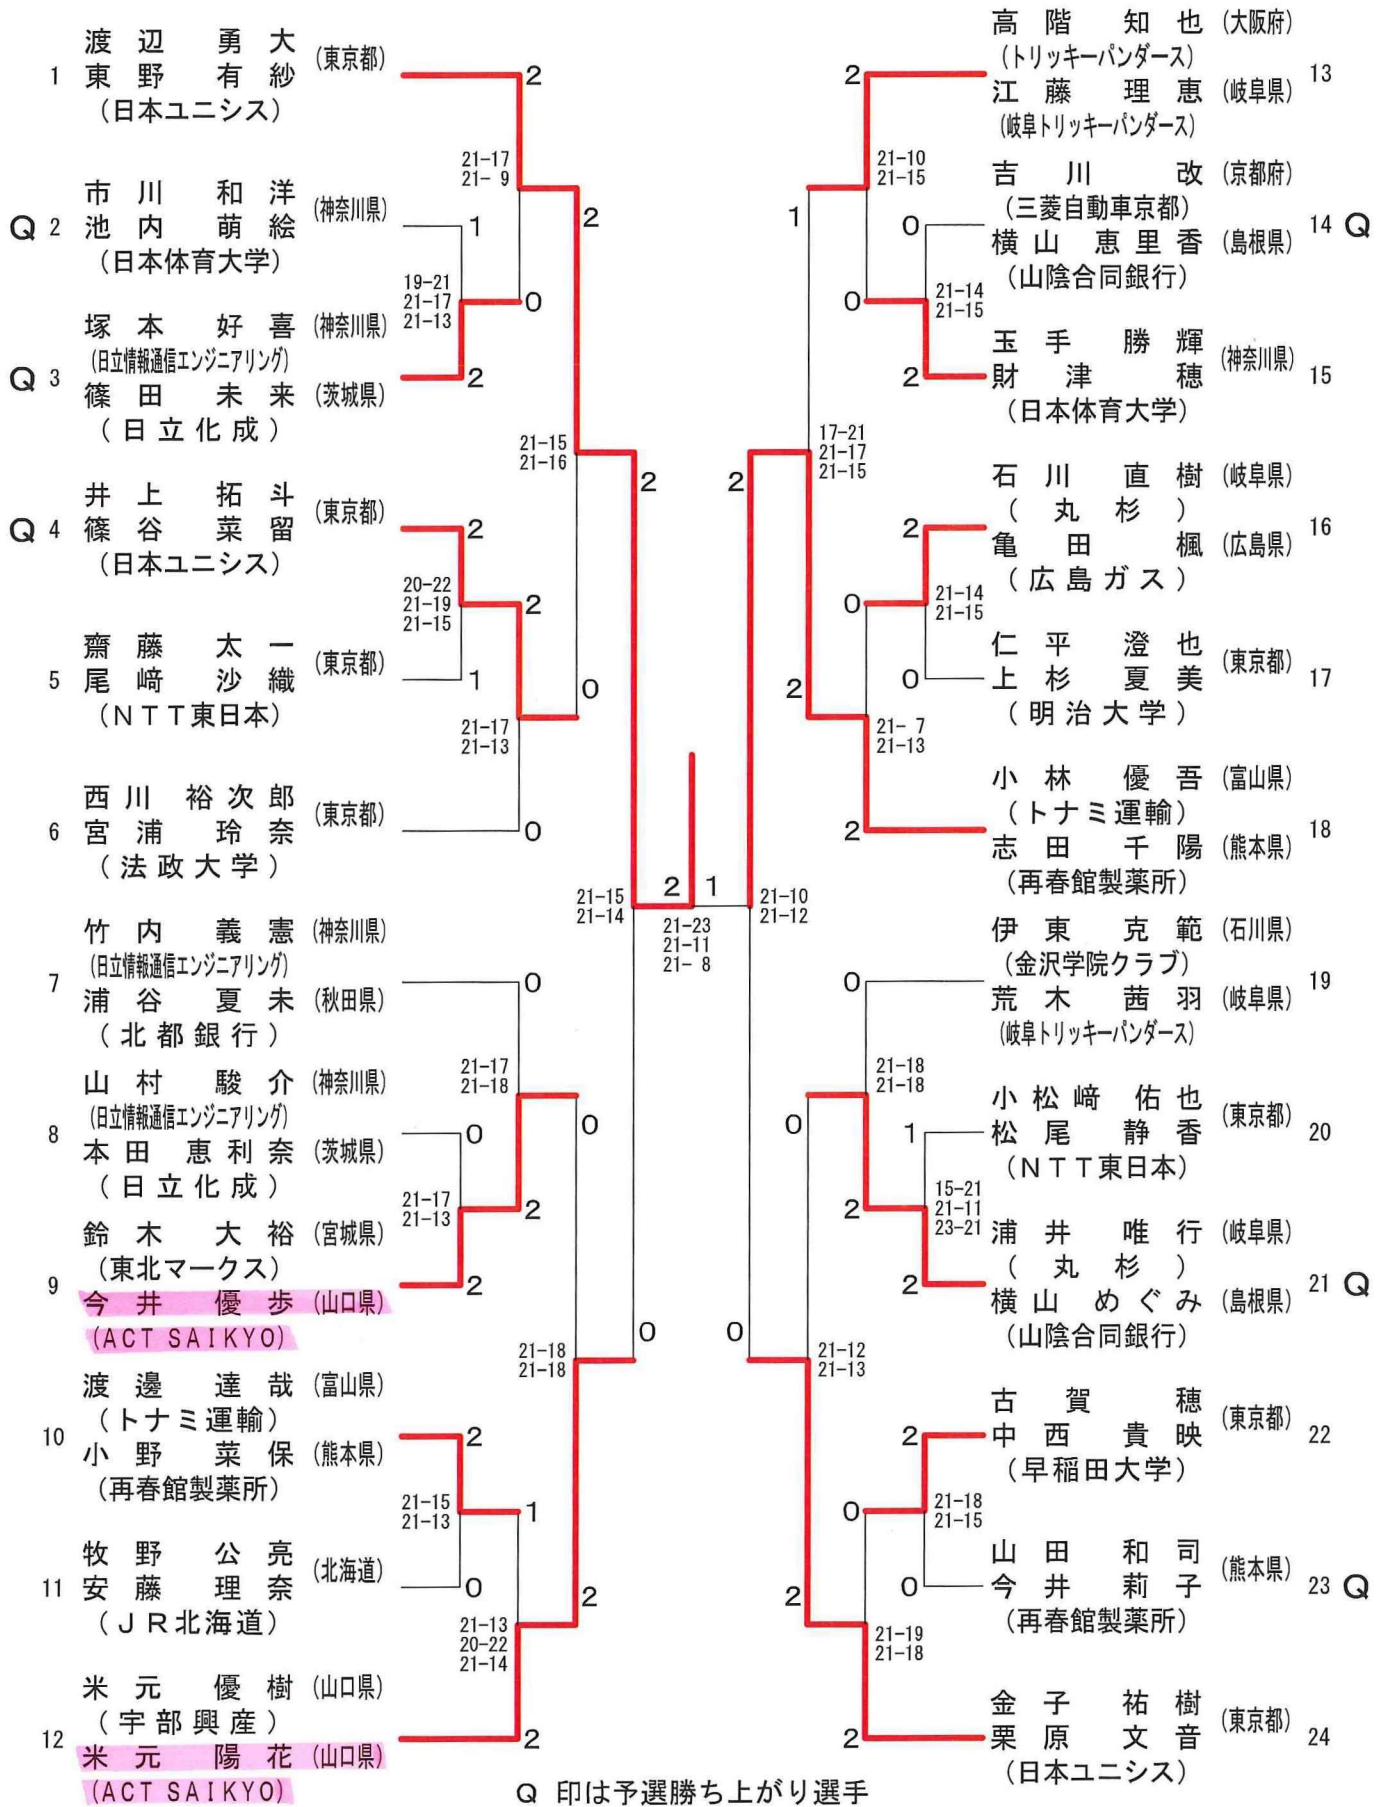 渡辺 勇大
1 東野 有紗 (東京都)
(日本ユニシス)
2
21-17
21- 9
市川 和洋
Q 2 池内 萌絵 (神奈川県)
(日本体育大学)
1
2
19-21
21-17
21-13
0
塚本 好喜 (神奈川県)
(日立情報通信エンジニアリング)
Q 3
篠田 未来 (茨城県)
(日立化成)
2
21-15
21-16
2
井上 拓斗
Q 4 篠谷 菜留 (東京都)
(日本ユニシス)
2
20-22
21-19
21-15
2
齋藤 太一
5 尾﨑 沙織 (東京都)
(NTT東日本)
1
0
21-17
21-13
西川 裕次郎
6 宮浦 玲奈 (東京都)
(法政大学)
0
21-15
21-14
竹内 義憲 (神奈川県)
(日立情報通信エンジニアリング)
7
浦谷 夏未 (秋田県)
(北都銀行)
0
21-17
21-18
山村 駿介 (神奈川県)
(日立情報通信エンジニアリング)
8
本田 恵利奈 (茨城県)
(日立化成)
0
0
21-17
21-13
2
鈴木 大裕 (宮城県)
(東北マークス)
9
今井 優歩 (山口県)
(ACT SAIKYO)
2
0
21-18
21-18
渡邊 達哉 (富山県)
(トナミ運輸)
10
小野 菜保 (熊本県)
(再春館製薬所)
2
21-15
21-13
1
牧野 公亮
11 安藤 理奈 (北海道)
(JR北海道)
0
2
21-13
20-22
21-14
米元 優樹 (山口県)
(宇部興産)
12
米元 陽花 (山口県)
(ACT SAIKYO)
2
2 1
21-23
21-11
21- 8
高階 知也 (大阪府)
(トリッキーパンダース)
2
13
江藤 理恵 (岐阜県)
(岐阜トリッキーパンダース)
21-10
21-15
1
吉川 改 (京都府)
(三菱自動車京都)
0
14 Q
横山 恵里香 (島根県)
(山陰合同銀行)
0
21-14
21-15
玉手 勝輝
財津 穂 (神奈川県) 15
(日本体育大学)
2
17-21
21-17
21-15
2
石川 直樹 (岐阜県)
(丸杉)
2
16
亀田 楓 (広島県)
(広島ガス)
0
21-14
21-15
仁平 澄也
上杉 夏美 (東京都) 17
(明治大学)
0
2
21- 7
21-13
小林 優吾 (富山県)
(トナミ運輸)
2
18
志田 千陽 (熊本県)
(再春館製薬所)
21-10
21-12
伊東 克範 (石川県)
(金沢学院クラブ)
0
19
荒木 茜羽 (岐阜県)
(岐阜トリッキーパンダース)
21-18
21-18
0
小松﨑 佑也
松尾 静香 (東京都) 20
(NTT東日本)
1
15-21
21-11
23-21
2
浦井 唯行 (岐阜県)
(丸杉)
2
21 Q
横山 めぐみ (島根県)
(山陰合同銀行)
0
21-12
21-13
古賀 穂
中西 貴映 (東京都) 22
(早稲田大学)
2
21-18
21-15
0
山田 和司
今井 莉子 (熊本県) 23 Q
(再春館製薬所)
0
2
21-19
21-18
金子 祐樹
栗原 文音 (東京都) 24
(日本ユニシス)
2
Q 印は予選勝ち上がり選手